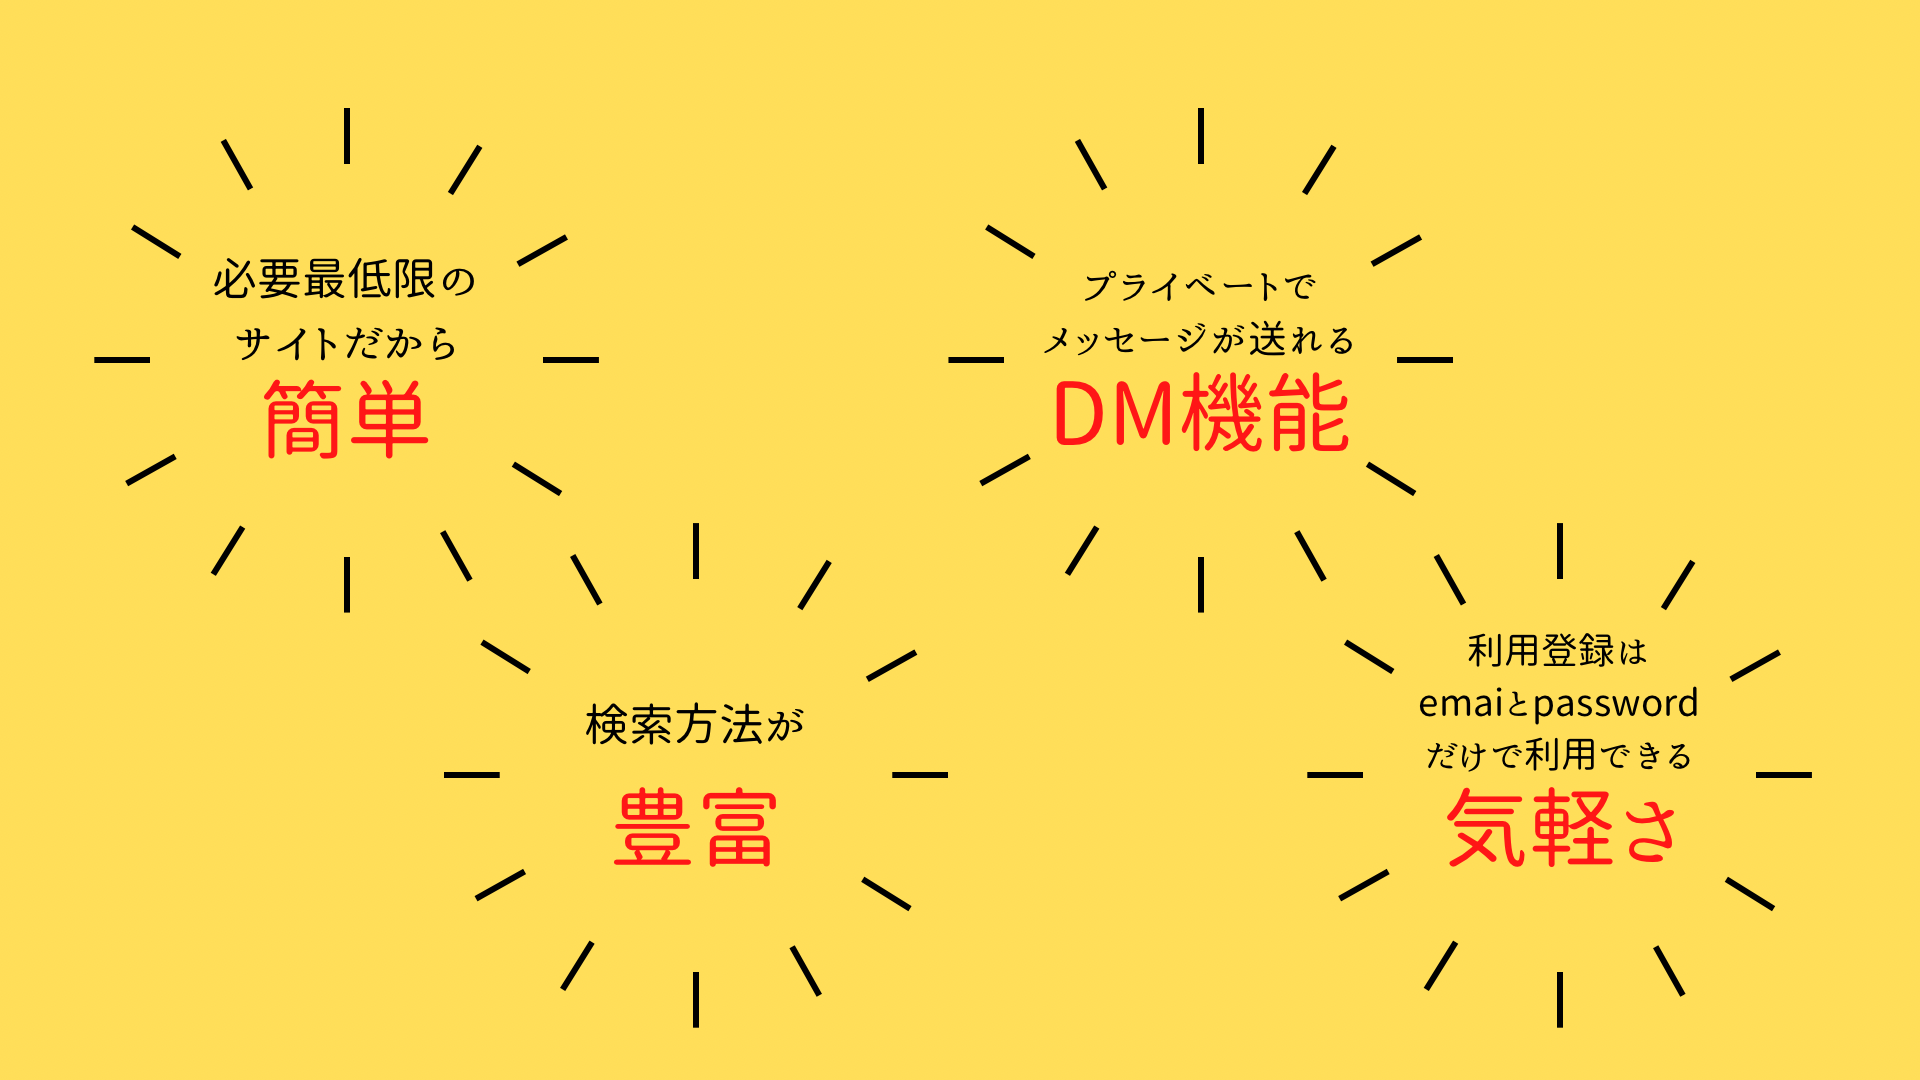 必要最低限の
サイトだから
簡単
プライベートで
メッセージが送れる
DM機能
検索方法が
豊富
利用登録は
emaiとpassword
だけで利用できる
気軽さ